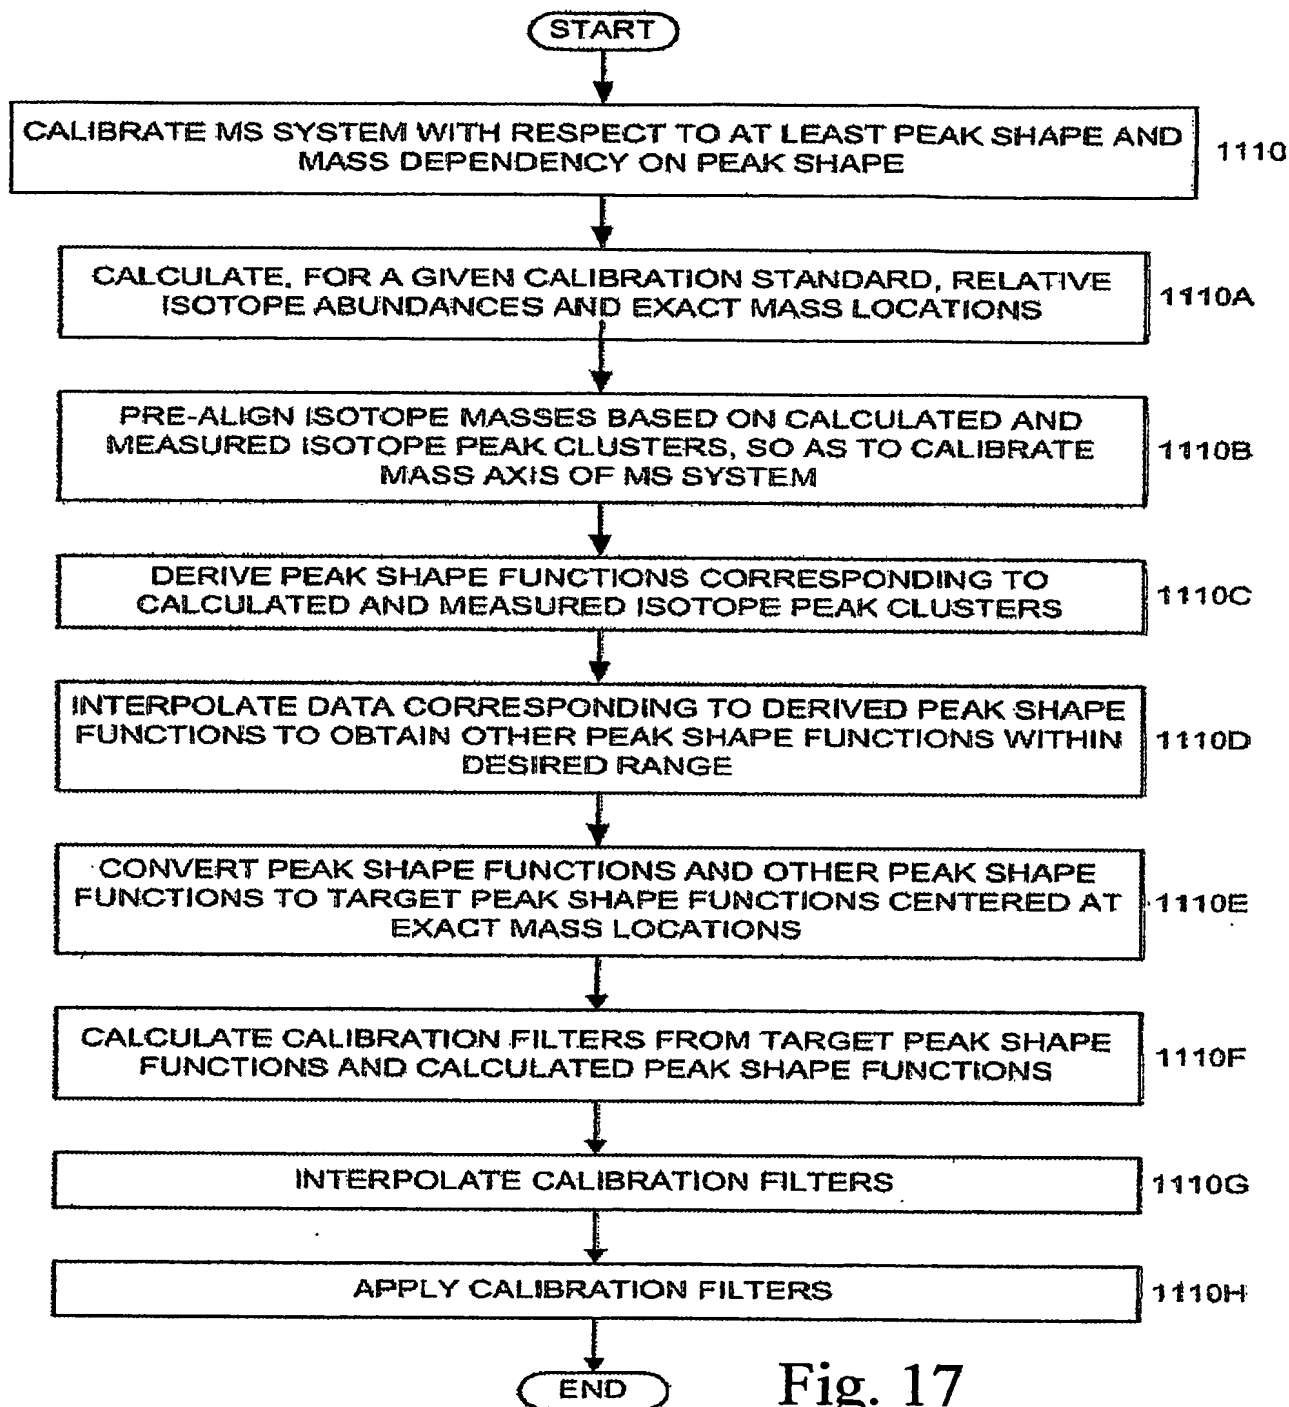 START
CALIBRATE MS SYSTEM WITH RESPECT TO AT LEAST PEAK SHAPE AND
MASS DEPENDENCY ON PEAK SHAPE
1110
CALCULATE, FOR A GIVEN CALIBRATION STANDARD, RELATIVE
ISOTOPE ABUNDANCES AND EXACT MASS LOCATIONS
1110A
PRE-ALIGN ISOTOPE MASSES BASED ON CALCULATED AND
MEASURED ISOTOPE PEAK CLUSTERS, SO AS TO CALIBRATE
MASS AXIS OF MS SYSTEM
1110B
DERIVE PEAK SHAPE FUNCTIONS CORRESPONDING TO
CALCULATED AND MEASURED ISOTOPE PEAK CLUSTERS
1110C
INTERPOLATE DATA CORRESPONDING TO DERIVED PEAK SHAPE
FUNCTIONS TO OBTAIN OTHER PEAK SHAPE FUNCTIONS WITHIN
DESIRED RANGE
1110D
CONVERT PEAK SHAPE FUNCTIONS AND OTHER PEAK SHAPE
FUNCTIONS TO TARGET PEAK SHAPE FUNCTIONS CENTERED AT
EXACT MASS LOCATIONS
1110E
CALCULATE CALIBRATION FILTERS FROM TARGET PEAK SHAPE
FUNCTIONS AND CALCULATED PEAK SHAPE FUNCTIONS
1110F
INTERPOLATE CALIBRATION FILTERS
1110G
APPLY CALIBRATION FILTERS
1110H
END
Fig. 17